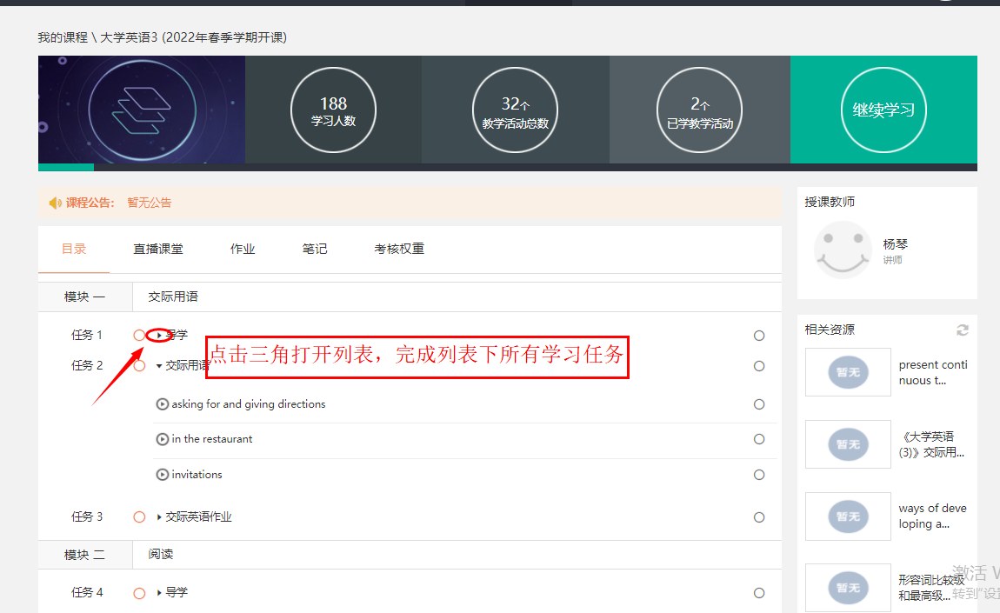 我的课程 \ 大学英语3 (2022年春季学期开课)
188
学习人数
32个
教学活动总数
2个
已学教学活动
继续学习
课程公告: 暂无公告
目录 直播课堂 作业 笔记 考核权重
模块 一 交际用语
任务 1 导学
点击三角打开列表，完成列表下所有学习任务
任务 2 交际用语
asking for and giving directions
in the restaurant
invitations
任务 3 交际英语作业
模块 二 阅读
任务 4 导学
授课教师
杨琴
讲师
相关资源
暂无
present conti
nuous t...
暂无
《大学英语
(3)》交际用...
暂无
ways of deve
loping a...
暂无
形容词比较级
和最高级...
激活 W
转到"设置